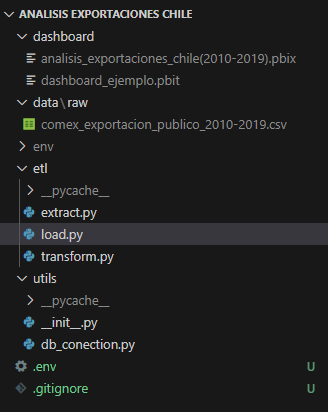 ANALISIS EXPORTACIONES CHILE
dashboard
analisis_exportaciones_chile(2010-2019).pbix
dashboard_ejemplo.pbit
data\raw
comex_exportacion_publico_2010-2019.csv
env
etl
__pycache__
extract.py
load.py
transform.py
utils
__pycache__
__init__.py
db_conection.py
.env U
.gitignore U